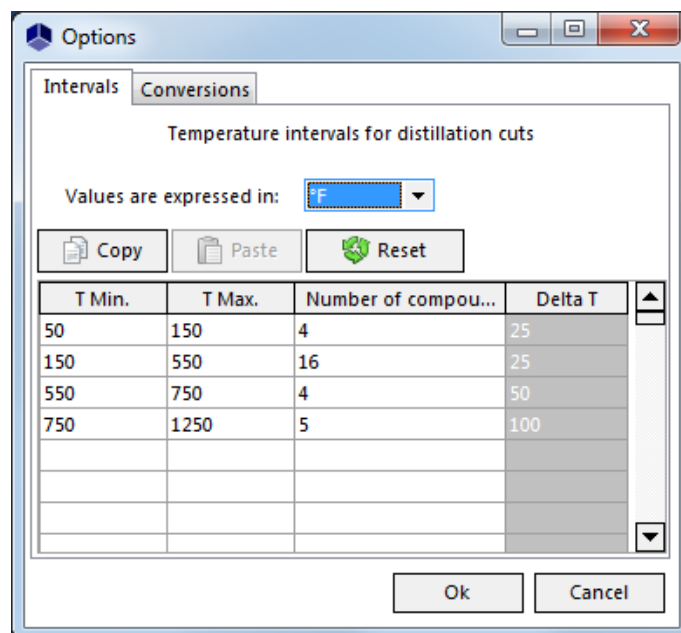 Options
Intervals Conversions
Temperature intervals for distillation cuts
Values are expressed in: °F
Copy Paste Reset
T Min. T Max. Number of compou... Delta T
50 150 4 25
150 550 16 25
550 750 4 50
750 1250 5 100
Ok Cancel